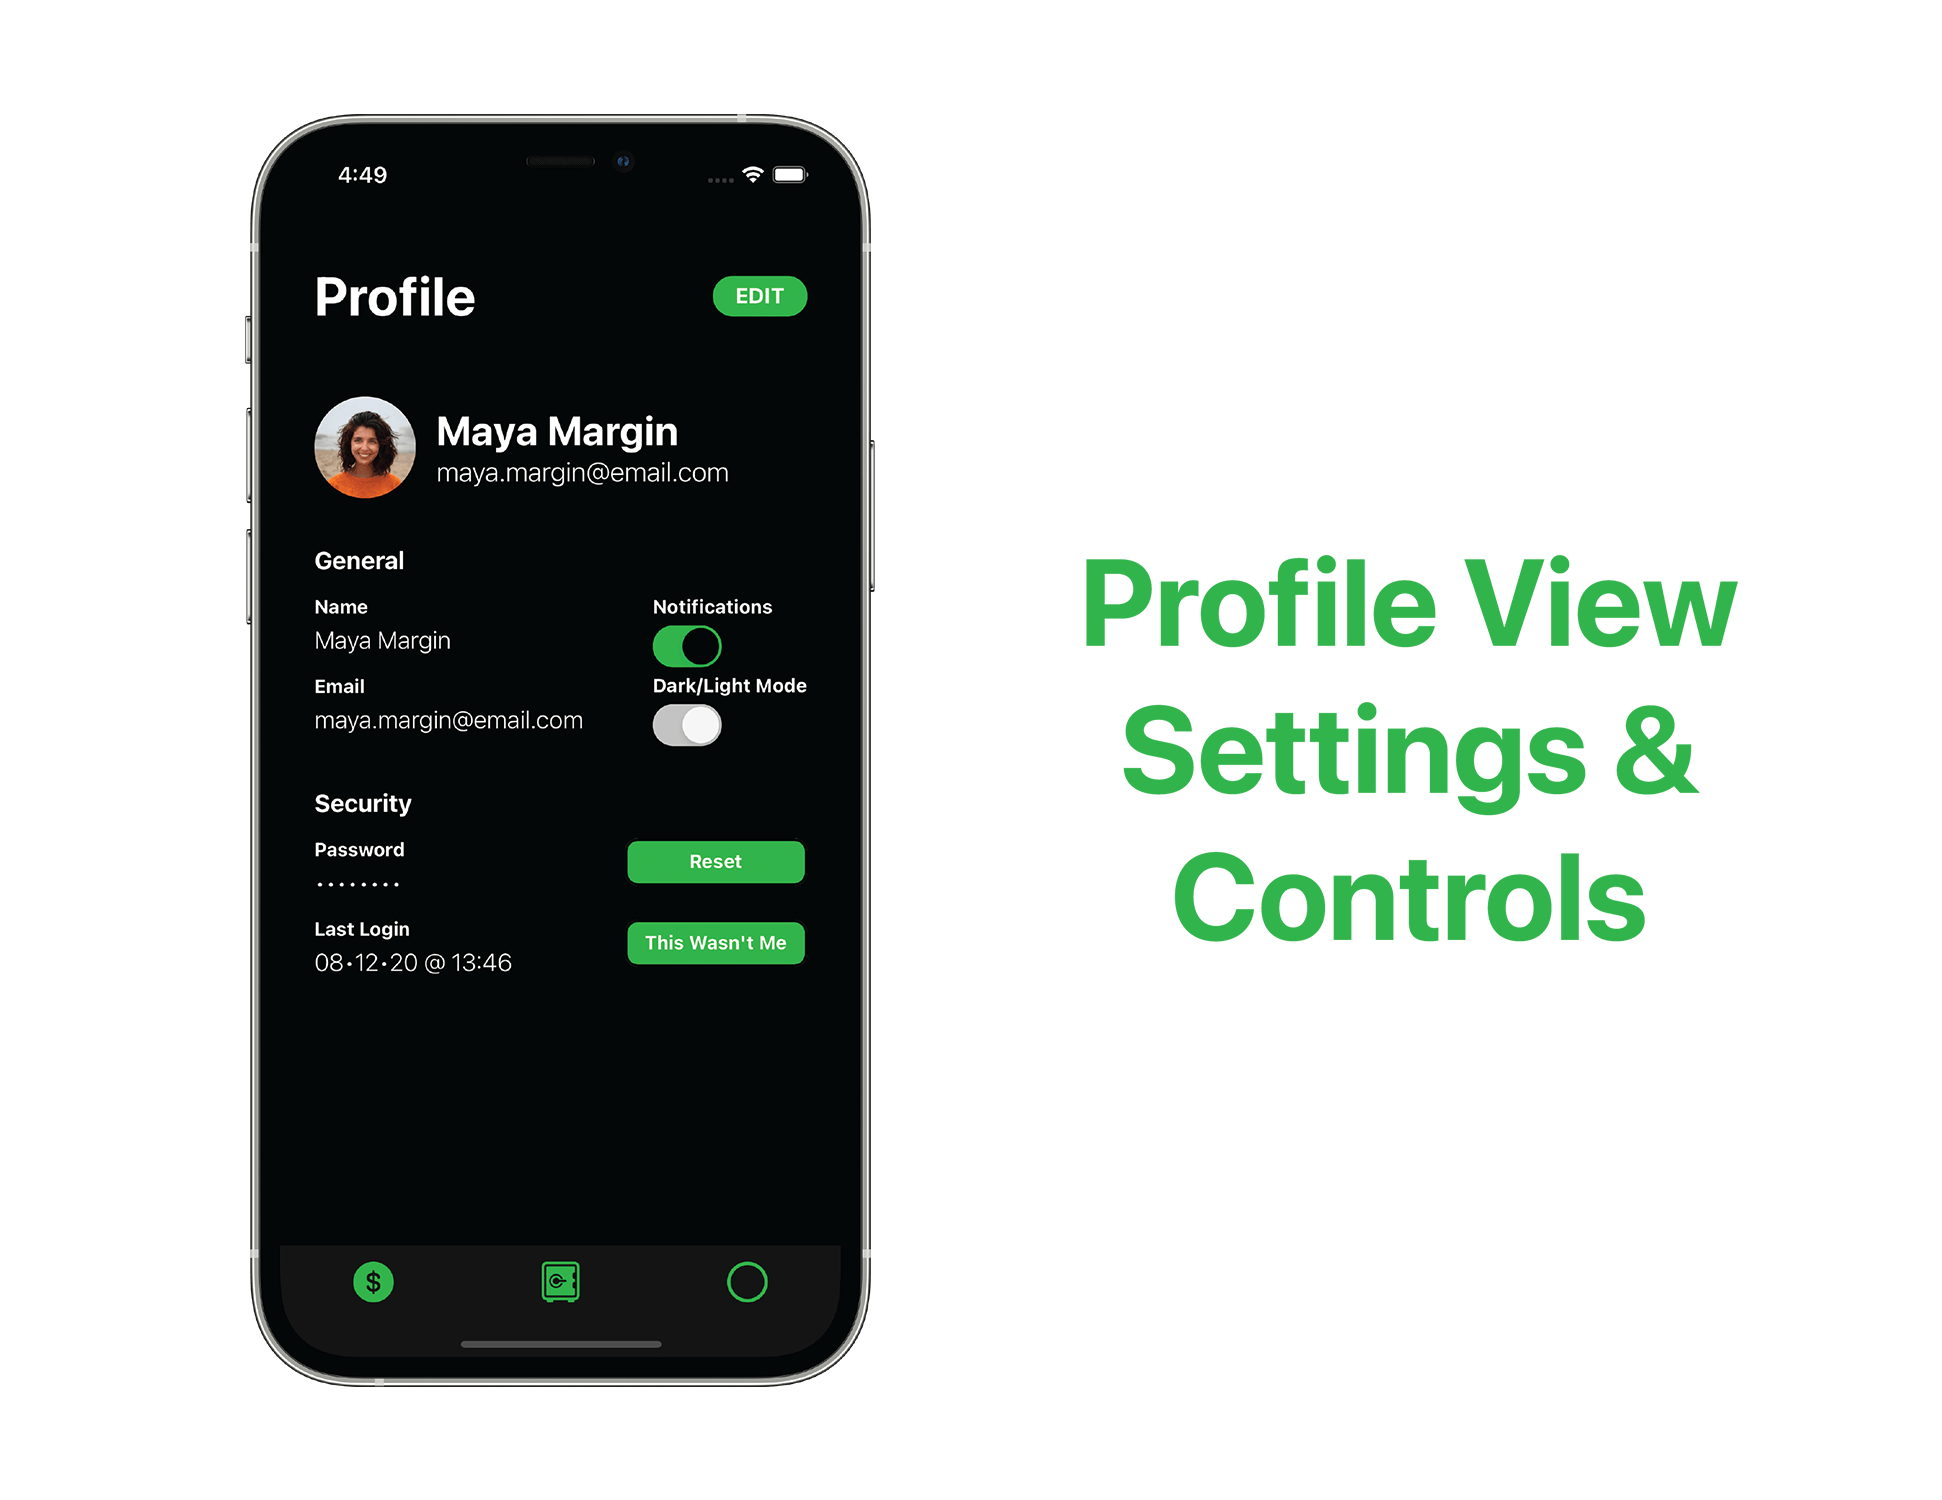 4:49
Profile
EDIT
Maya Margin
maya.margin@email.com
General
Name
Notifications
Maya Margin
Email
Dark/Light Mode
maya.margin@email.com
Security
Password
Reset
••••••••
Last Login
This Wasn't Me
08•12•20 @ 13:46
$
Profile View
Settings &
Controls